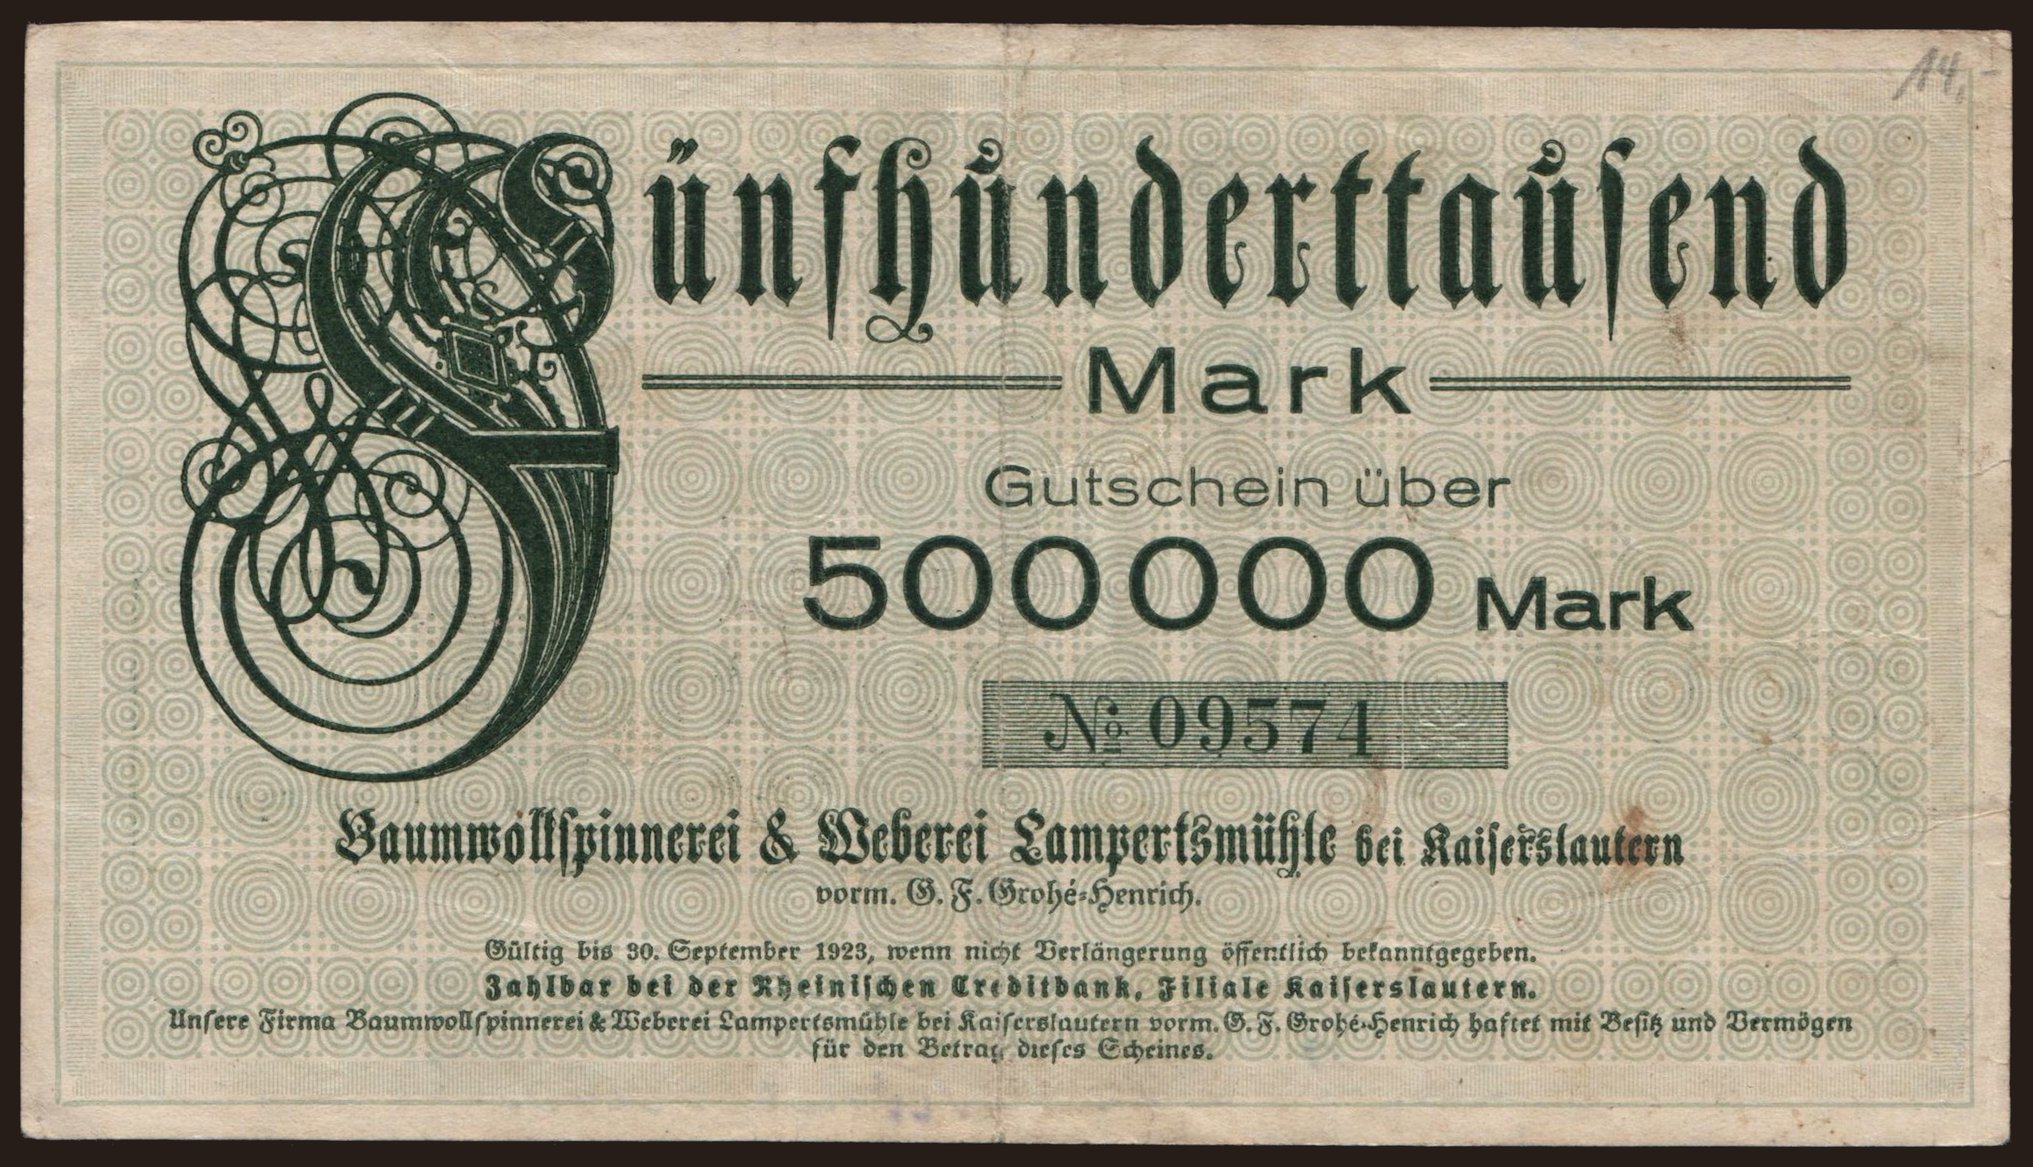 14,-
Fünfhunderttausend
Mark
Gutschein über
500000 Mark
No 09574
Baumwollspinnerei & Weberei Lampertsmühle bei Kaiserslautern
vorm. G. F. Grohé-Henrich.
Gültig bis 30. September 1923, wenn nicht Verlängerung öffentlich bekanntgegeben.
Zahlbar bei der Rheinischen Creditbank, Filiale Kaiserslautern.
Unsere Firma Baumwollspinnerei & Weberei Lampertsmühle bei Kaiserslautern vorm. G. F. Grohé-Henrich haftet mit Besitz und Vermögen
für den Betrag dieses Scheines.